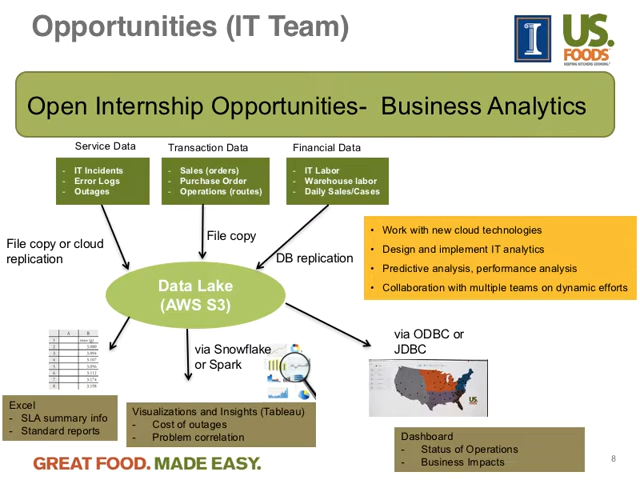 Opportunities (IT Team)
I
US.
FOODS
KEEPING KITCHENS COOKING.
Open Internship Opportunities-  Business Analytics
Service Data
Transaction Data
Financial Data
- IT Incidents
- Error Logs
- Outages
- Sales (orders)
- Purchase Order
- Operations (routes)
- IT Labor
- Warehouse labor
- Daily Sales/Cases
File copy or cloud
replication
File copy
DB replication
• Work with new cloud technologies
• Design and implement IT analytics
• Predictive analysis, performance analysis
• Collaboration with multiple teams on dynamic efforts
Data Lake
(AWS S3)
via Snowflake
or Spark
via ODBC or
JDBC
A B
US.
Excel
- SLA summary info
- Standard reports
Visualizations and Insights (Tableau)
- Cost of outages
- Problem correlation
Dashboard
- Status of Operations
- Business Impacts
GREAT FOOD. MADE EASY.
8